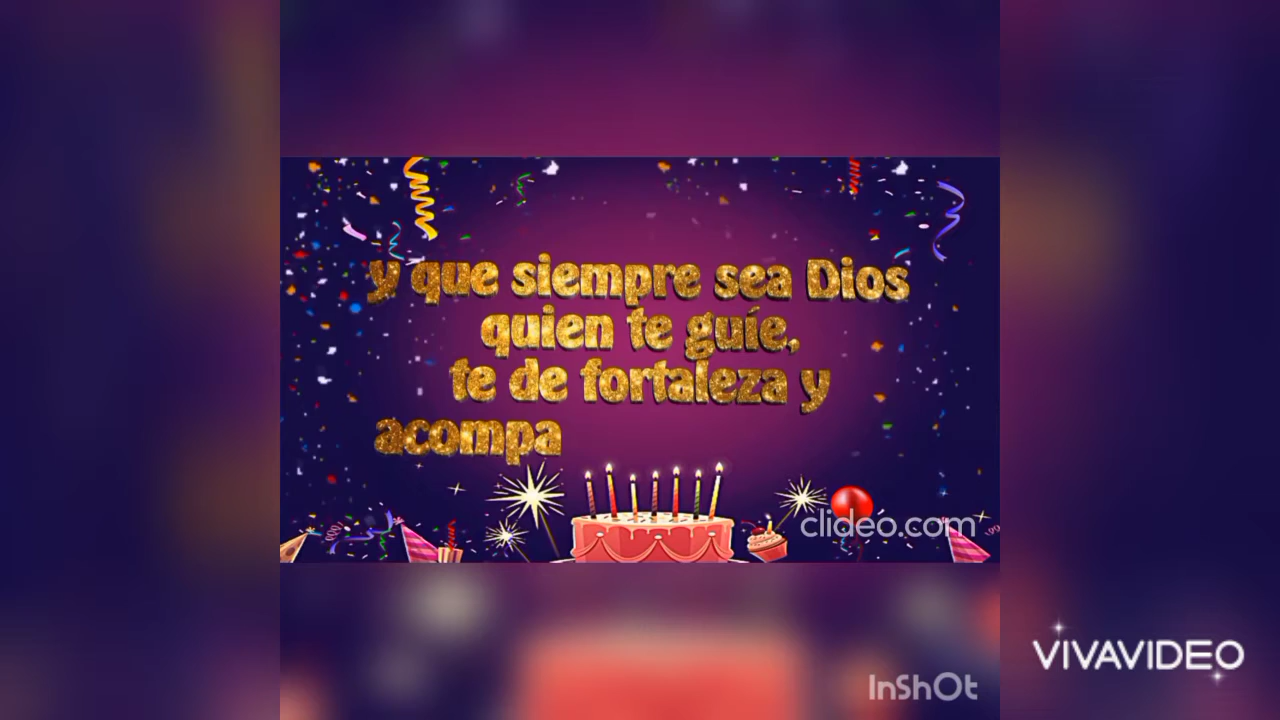 y que siempre sea Dios
quien te guíe,
te de fortaleza y
acompa
clideo.com
InShOt
VIVAVIDEO